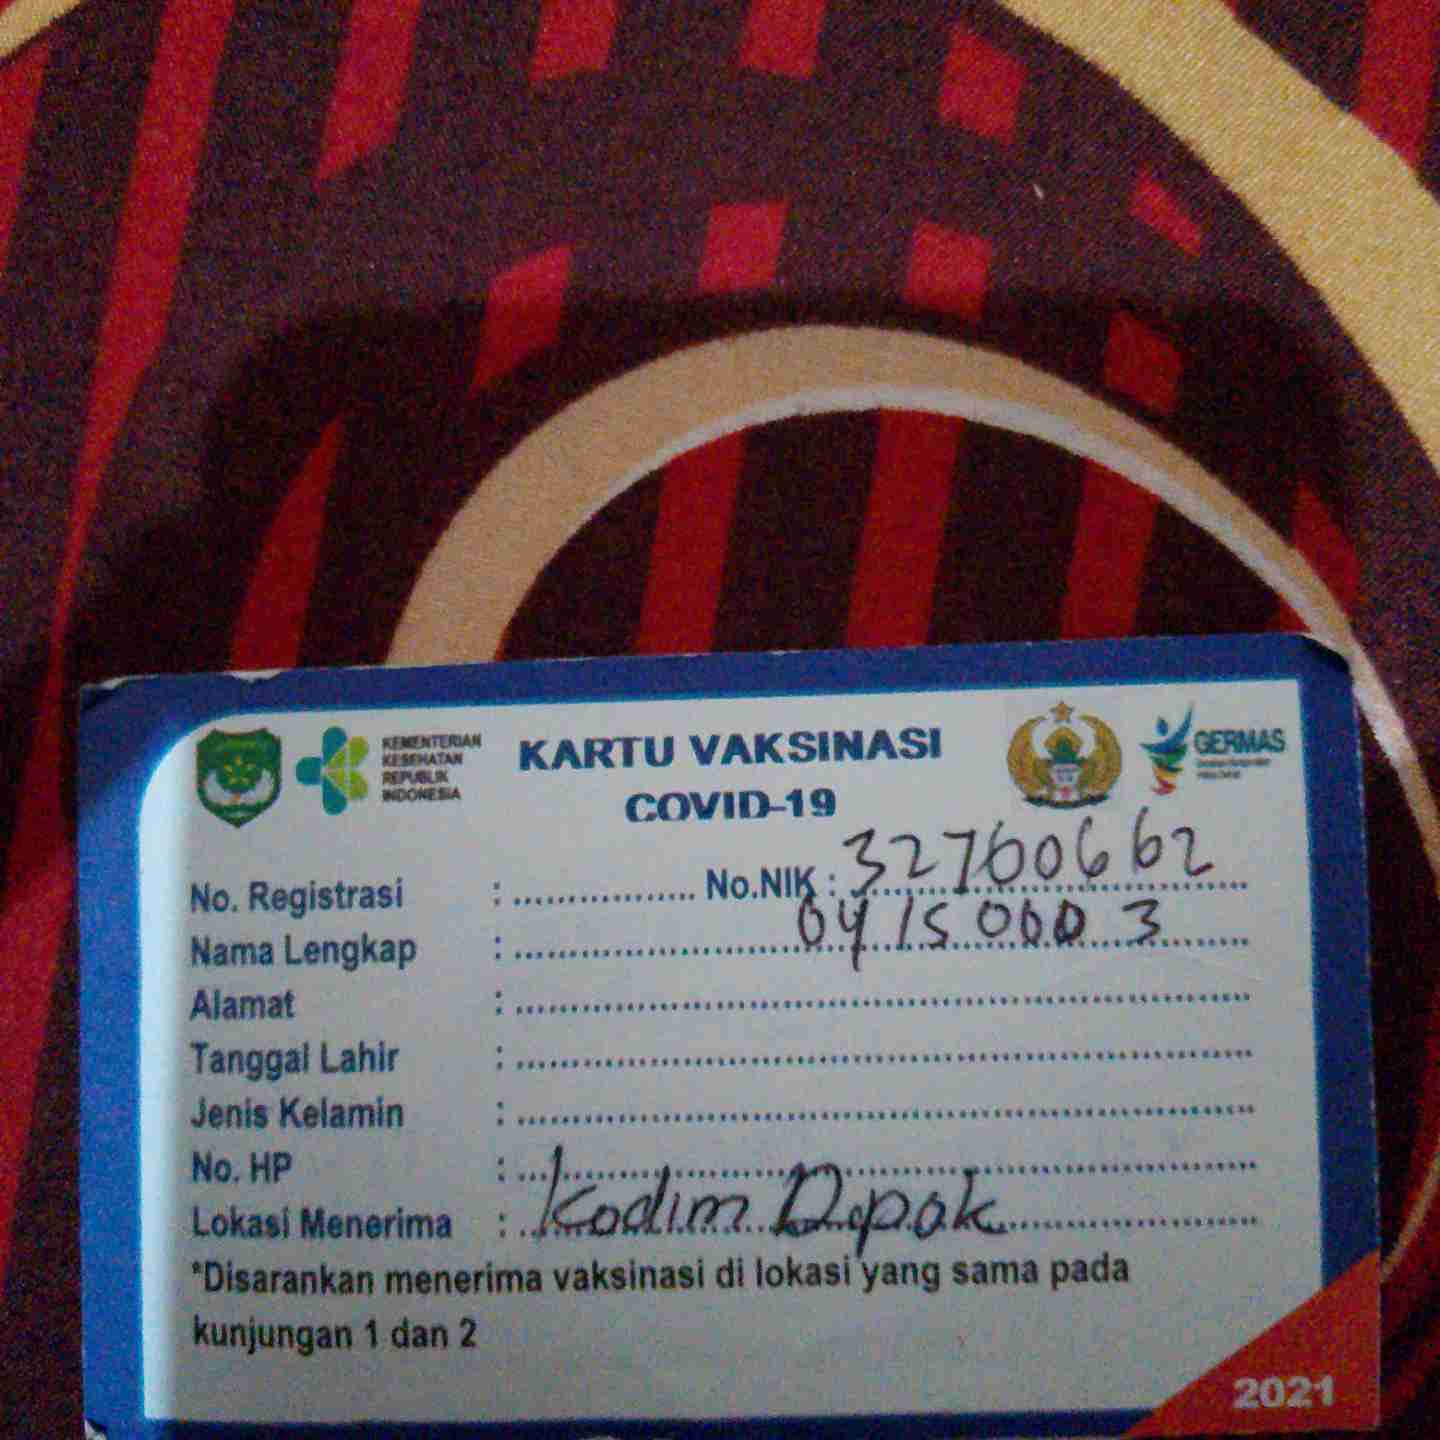 KEMENTERIAN
KESEHATAN
REPUBLIK
INDONESIA
KARTU VAKSINASI
COVID-19
GERMAS
No. Registrasi : .................. No.NIK : 32760662
04150003
Nama Lengkap :
Alamat :
Tanggal Lahir :
Jenis Kelamin :
No. HP :
Lokasi Menerima : Kodim Depok
*Disarankan menerima vaksinasi di lokasi yang sama pada
kunjungan 1 dan 2
2021